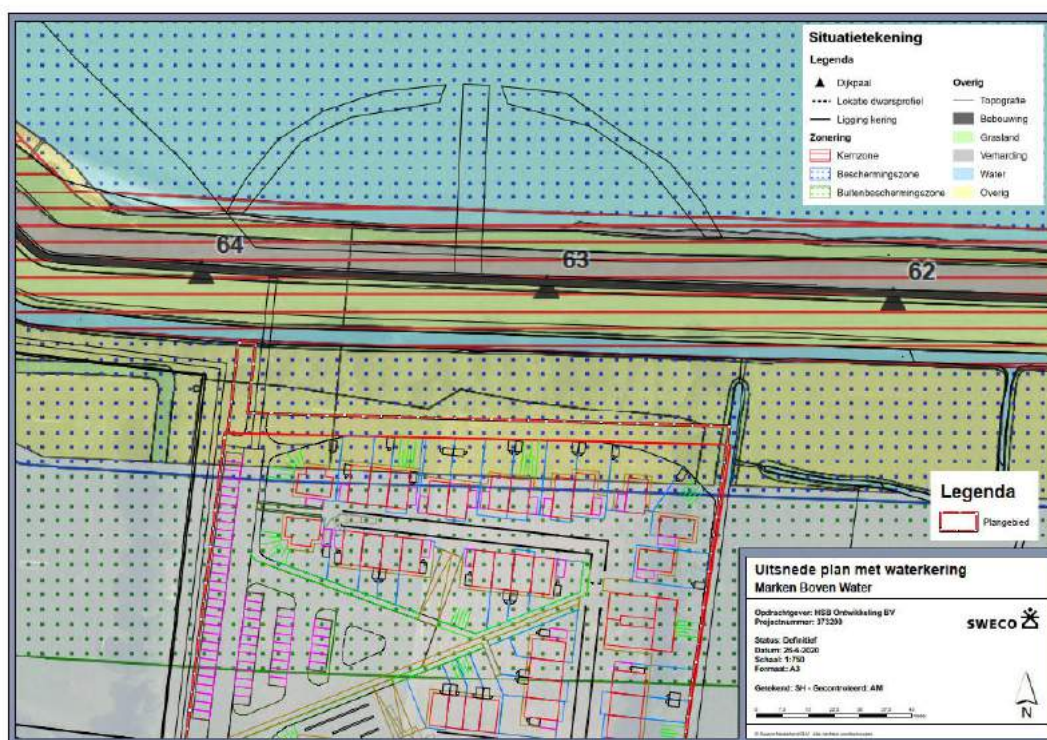 Situatietekening
Legenda
Dijkpaal
Lokatie dwarsprofiel
Ligging kering
Zonering
Kernzone
Beschermingszone
Buitenbeschermingszone
Overig
Topografie
Bebouwing
Grasland
Verharding
Water
Overig
64
63
62
Legenda
Plangebied
Uitsnede plan met waterkering
Marken Boven Water
Opdrachtgever: HSB Ontwikkeling BV
Projectnummer: 373200
SWECO
Status: Definitief
Datum: 25-6-2020
Schaal: 1:750
Formaat: A3
Getekend: SH - Gecontroleerd: AM
N